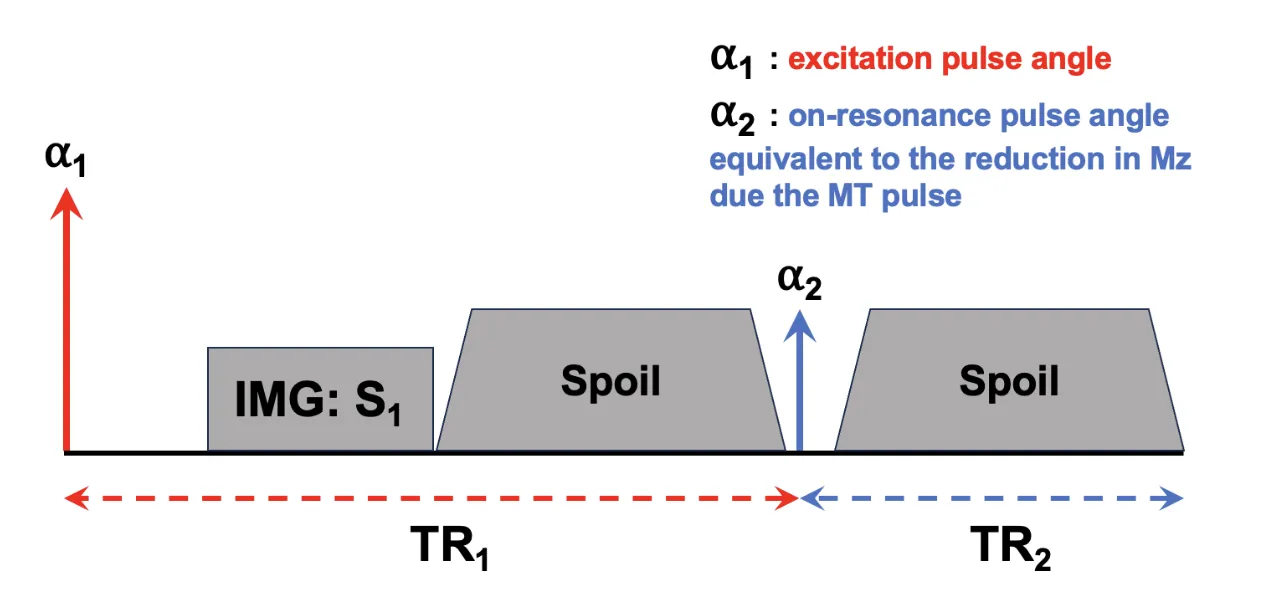 α₁ : excitation pulse angle
α₂ : on-resonance pulse angle
equivalent to the reduction in Mz
due the MT pulse
α₁
α₂
IMG: S₁
Spoil
Spoil
TR₁
TR₂